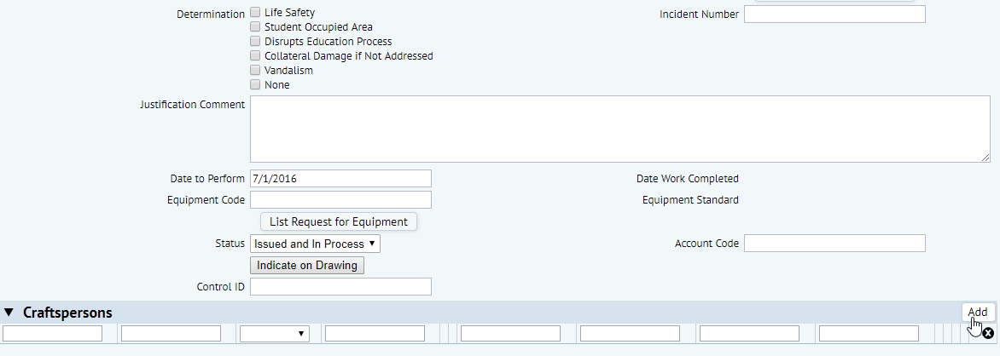 Determination Life Safety Incident Number
Student Occupied Area
Disrupts Education Process
Collateral Damage if Not Addressed
Vandalism
None
Justification Comment
Date to Perform 7/1/2016 Date Work Completed
Equipment Code Equipment Standard
List Request for Equipment
Status Issued and In Process Account Code
Indicate on Drawing
Control ID
Craftspersons Add